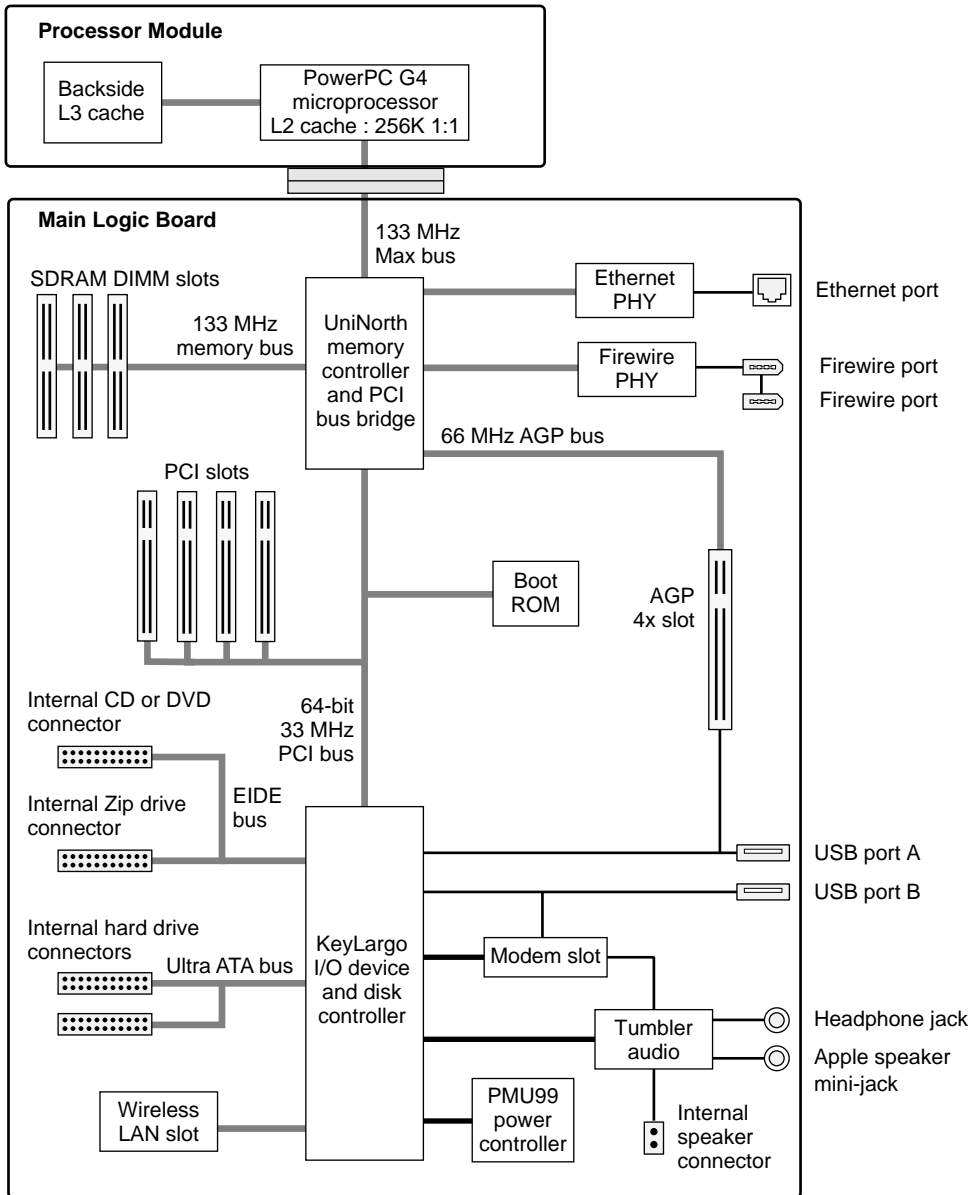 Processor Module
Backside
L3 cache
PowerPC G4
microprocessor
L2 cache : 256K 1:1
Main Logic Board
133 MHz
Max bus
SDRAM DIMM slots
133 MHz
memory bus
UniNorth
memory
controller
and PCI
bus bridge
Ethernet
PHY
Ethernet port
Firewire
PHY
Firewire port
Firewire port
66 MHz AGP bus
PCI slots
Boot
ROM
AGP
4x slot
64-bit
33 MHz
PCI bus
Internal CD or DVD
connector
EIDE
bus
Internal Zip drive
connector
USB port A
USB port B
Internal hard drive
connectors
Ultra ATA bus
KeyLargo
I/O device
and disk
controller
Modem slot
Tumbler
audio
Headphone jack
Apple speaker
mini-jack
Wireless
LAN slot
PMU99
power
controller
Internal
speaker
connector